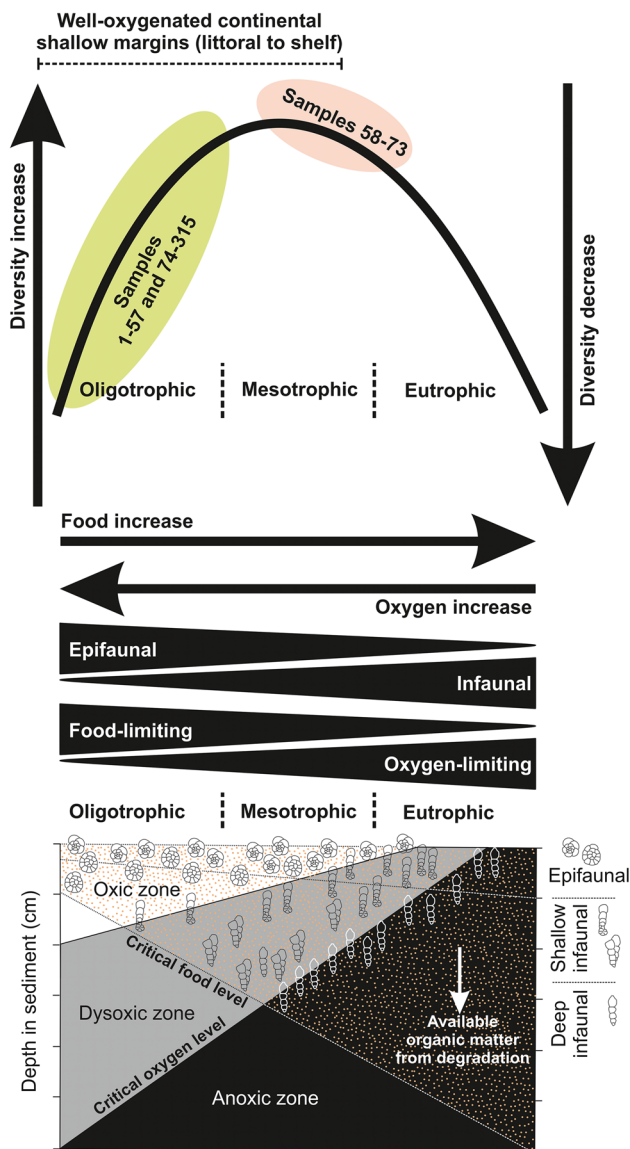 Well-oxygenated continental
shallow margins (littoral to shelf)
Diversity increase
Samples
1-57 and 74-315
Samples 58-73
Diversity decrease
Oligotrophic
Mesotrophic
Eutrophic
Food increase
Oxygen increase
Epifaunal
Infaunal
Food-limiting
Oxygen-limiting
Oligotrophic
Mesotrophic
Eutrophic
Depth in sediment (cm)
Oxic zone
Dysoxic zone
Critical food level
Critical oxygen level
Anoxic zone
Available
organic matter
from degradation
Epifaunal
Shallow
infaunal
Deep
infaunal